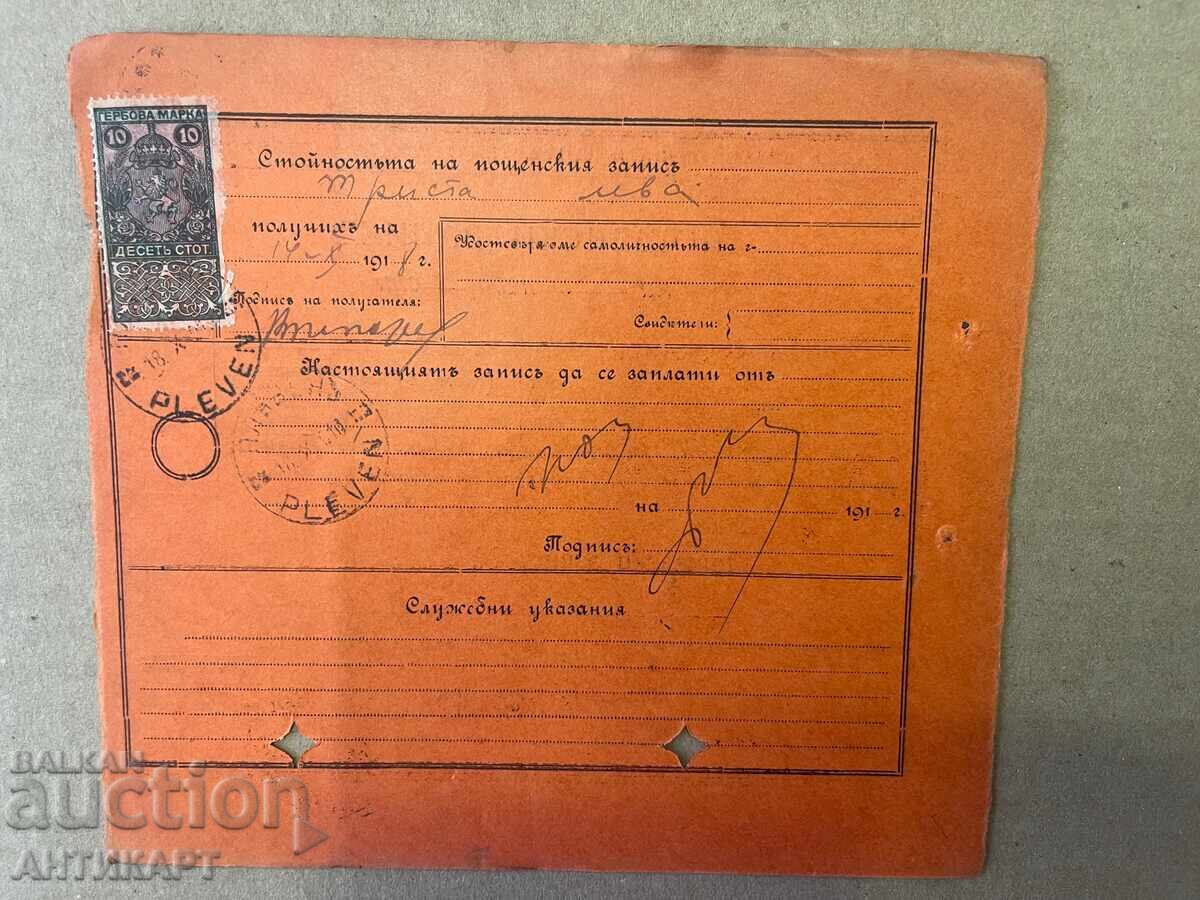 ГЕРБОВА МАРКА
10 10
ДЕСЕТЬ СТОТ
Стойностьта на пощенския записъ
триста лева
получихъ на
14-XI 1918 г.
Удостовѣряваме самоличностьта на г-
Подписъ на получателя:
Свидѣтели: }
PLEVEN
Настоящиятъ записъ да се заплати отъ
PLEVEN
на 191 г.
Подписъ:
Служебни указания
BALKAN
auction
АНТИКАРТ